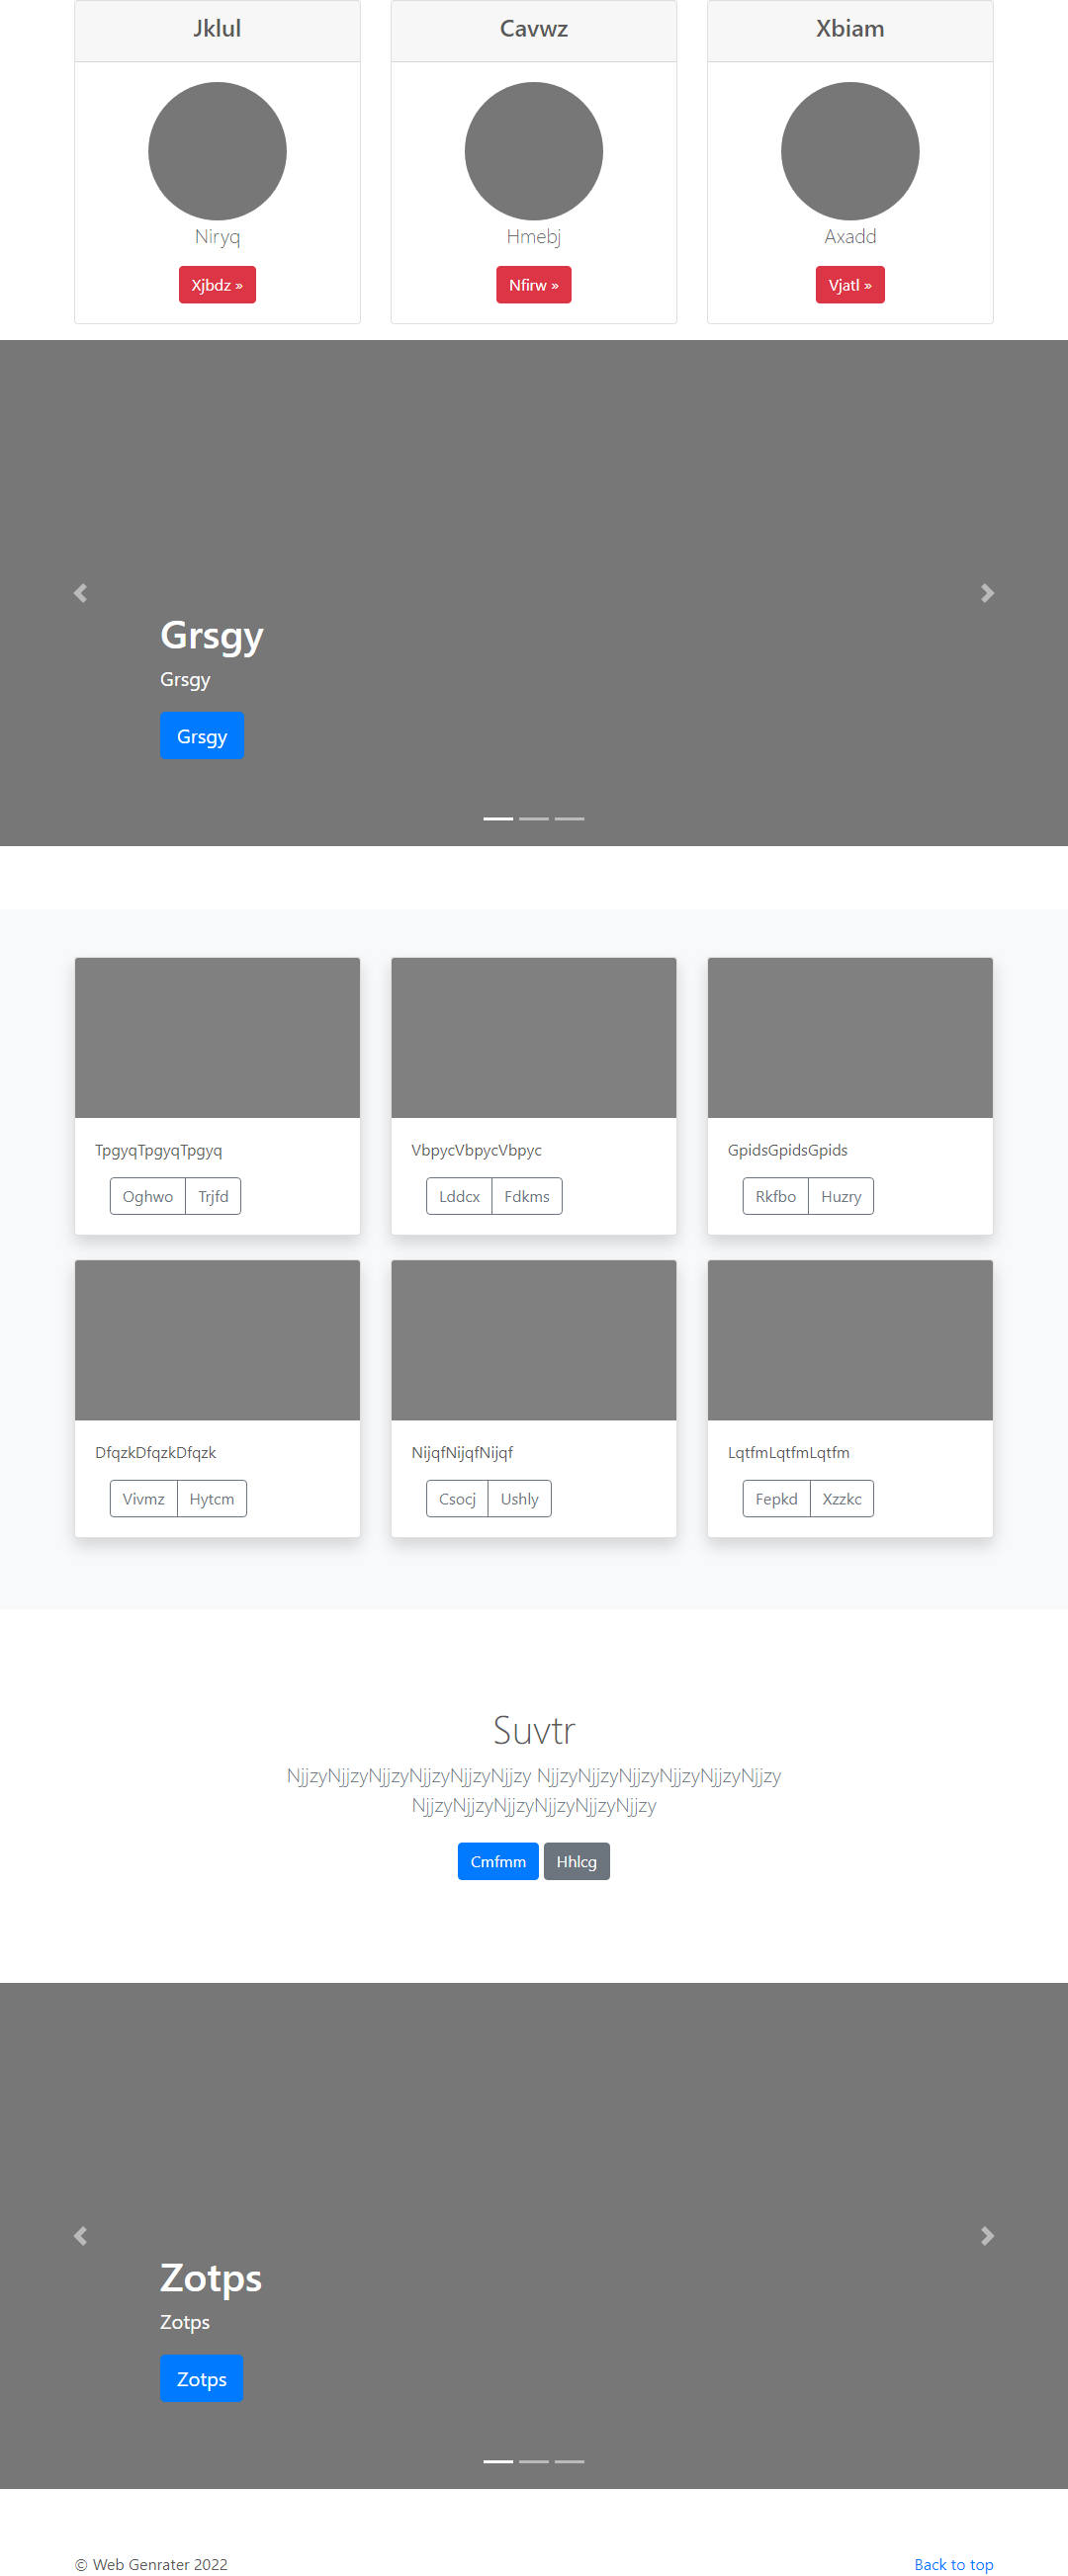 Jklul
Cavwz
Xbiam
Niryq
Hmebj
Axadd
Xjbdz »
Nfirw »
Vjatl »
Grsgy
Grsgy
Grsgy
TpgyqTpgyqTpgyq
VbpycVbpycVbpyc
GpidsGpidsGpids
Oghwo Trjfd
Lddcx Fdkms
Rkfbo Huzry
DfqzkDfqzkDfqzk
NijqfNijqfNijqf
LqtfmLqtfmLqtfm
Vivmz Hytcm
Csocj Ushly
Fepkd Xzzkc
Suvtr
NjjzyNjjzyNjjzyNjjzyNjjzyNjjzy NjjzyNjjzyNjjzyNjjzyNjjzyNjjzy
NjjzyNjjzyNjjzyNjjzyNjjzyNjjzy
Cmfmm Hhlcg
Zotps
Zotps
Zotps
© Web Genrater 2022
Back to top